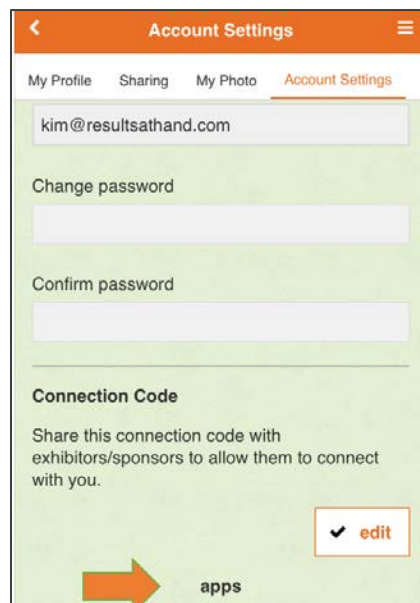 Account Settings
My Profile Sharing My Photo Account Settings
kim@resultsathand.com
Change password
Confirm password
Connection Code
Share this connection code with
exhibitors/sponsors to allow them to connect
with you.
edit
apps